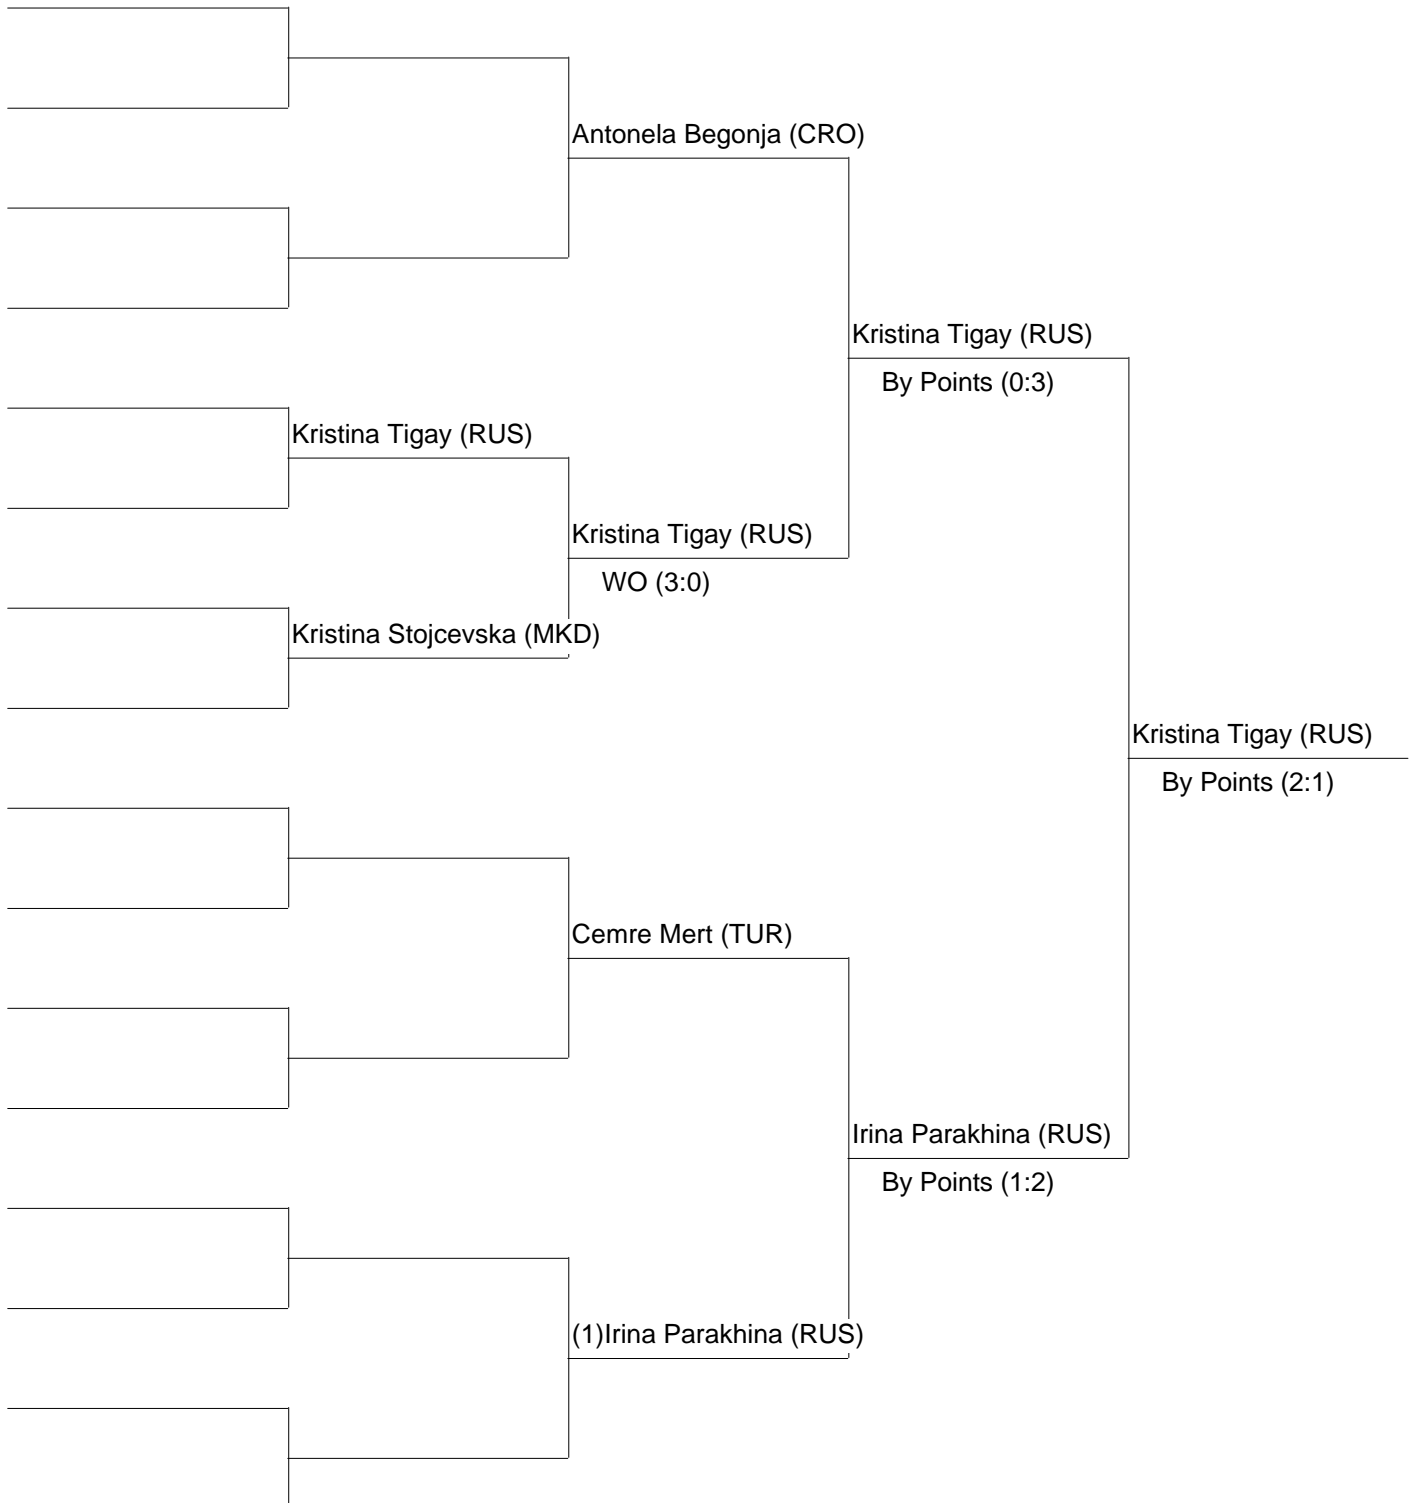 Antonela Begonja (CRO)
Kristina Tigay (RUS)
By Points (0:3)
Kristina Tigay (RUS)
Kristina Tigay (RUS)
WO (3:0)
Kristina Stojcevska (MKD)
Kristina Tigay (RUS)
By Points (2:1)
Cemre Mert (TUR)
Irina Parakhina (RUS)
By Points (1:2)
(1)Irina Parakhina (RUS)